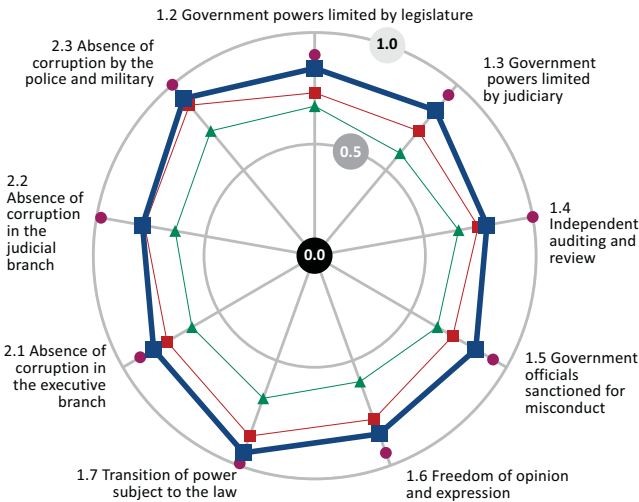 1.2 Government powers limited by legislature
1.0
2.3 Absence of
corruption by the
police and military
1.3 Government
powers limited
by judiciary
0.5
2.2
Absence of
corruption
in the
judicial
branch
1.4
Independent
auditing and
review
0.0
2.1 Absence of
corruption in
the executive
branch
1.5 Government
officials
sanctioned for
misconduct
1.7 Transition of power
subject to the law
1.6 Freedom of opinion
and expression